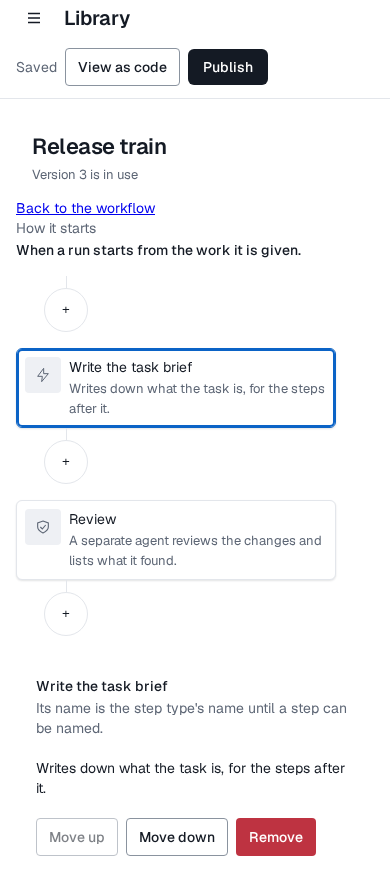 Library
Saved
View as code
Publish
Release train
Version 3 is in use
Back to the workflow
How it starts
When a run starts from the work it is given.
+
Write the task brief
Writes down what the task is, for the steps
after it.
+
Review
A separate agent reviews the changes and
lists what it found.
+
Write the task brief
Its name is the step type's name until a step can
be named.
Writes down what the task is, for the steps after
it.
Move up
Move down
Remove